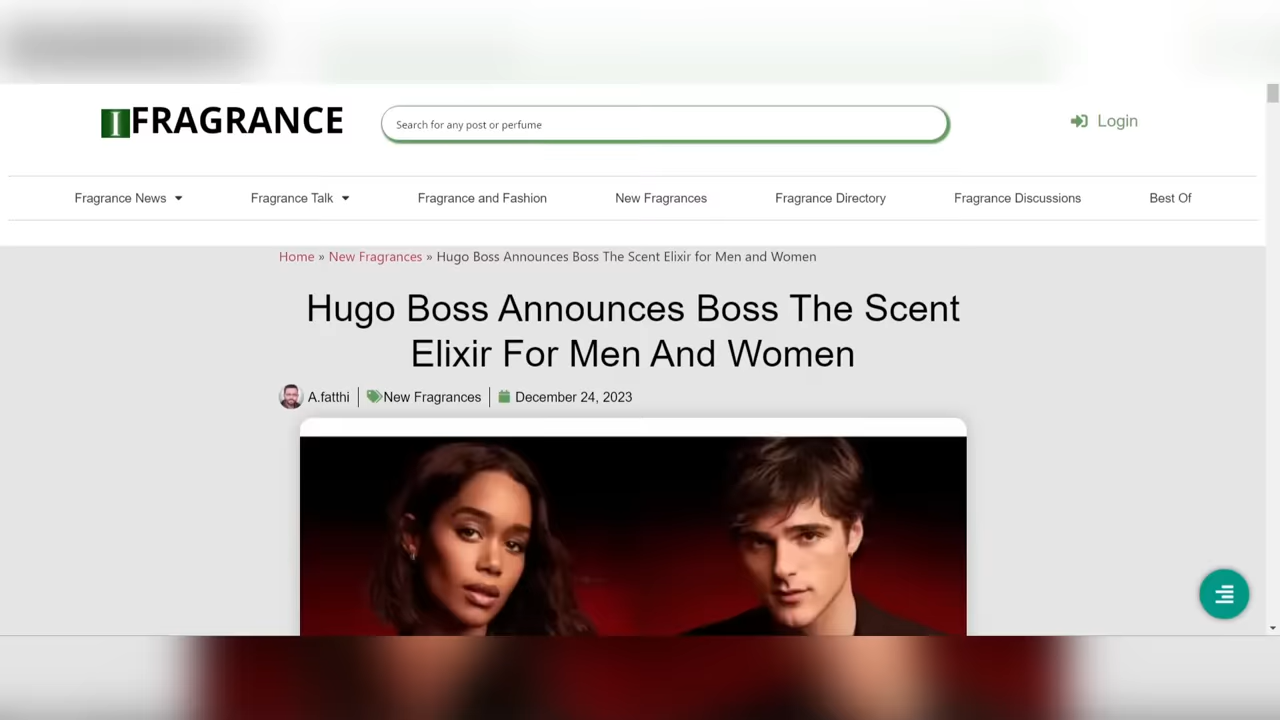 I FRAGRANCE
Search for any post or perfume
Login
Fragrance News
Fragrance Talk
Fragrance and Fashion
New Fragrances
Fragrance Directory
Fragrance Discussions
Best Of
Home » New Fragrances » Hugo Boss Announces Boss The Scent Elixir for Men and Women
Hugo Boss Announces Boss The Scent
Elixir For Men And Women
A.fatthi
New Fragrances
December 24, 2023